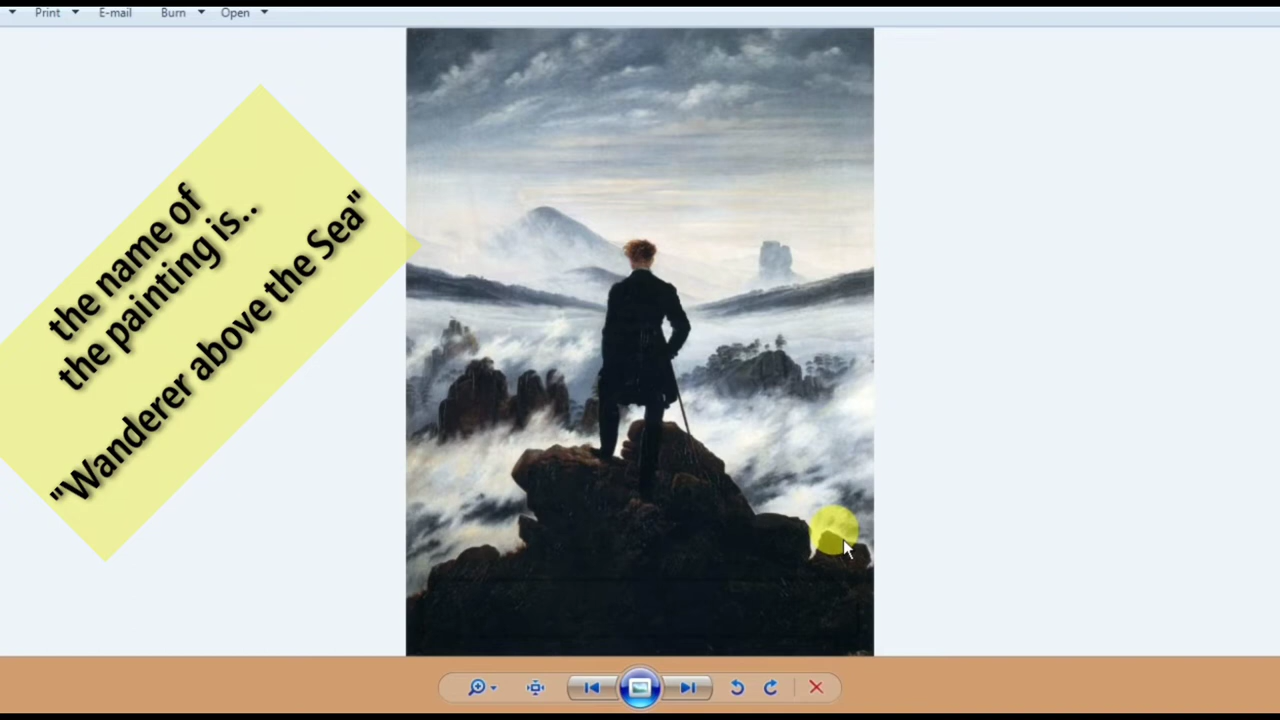 Print E-mail Burn Open
the name of
the painting is..
"Wanderer above the Sea"